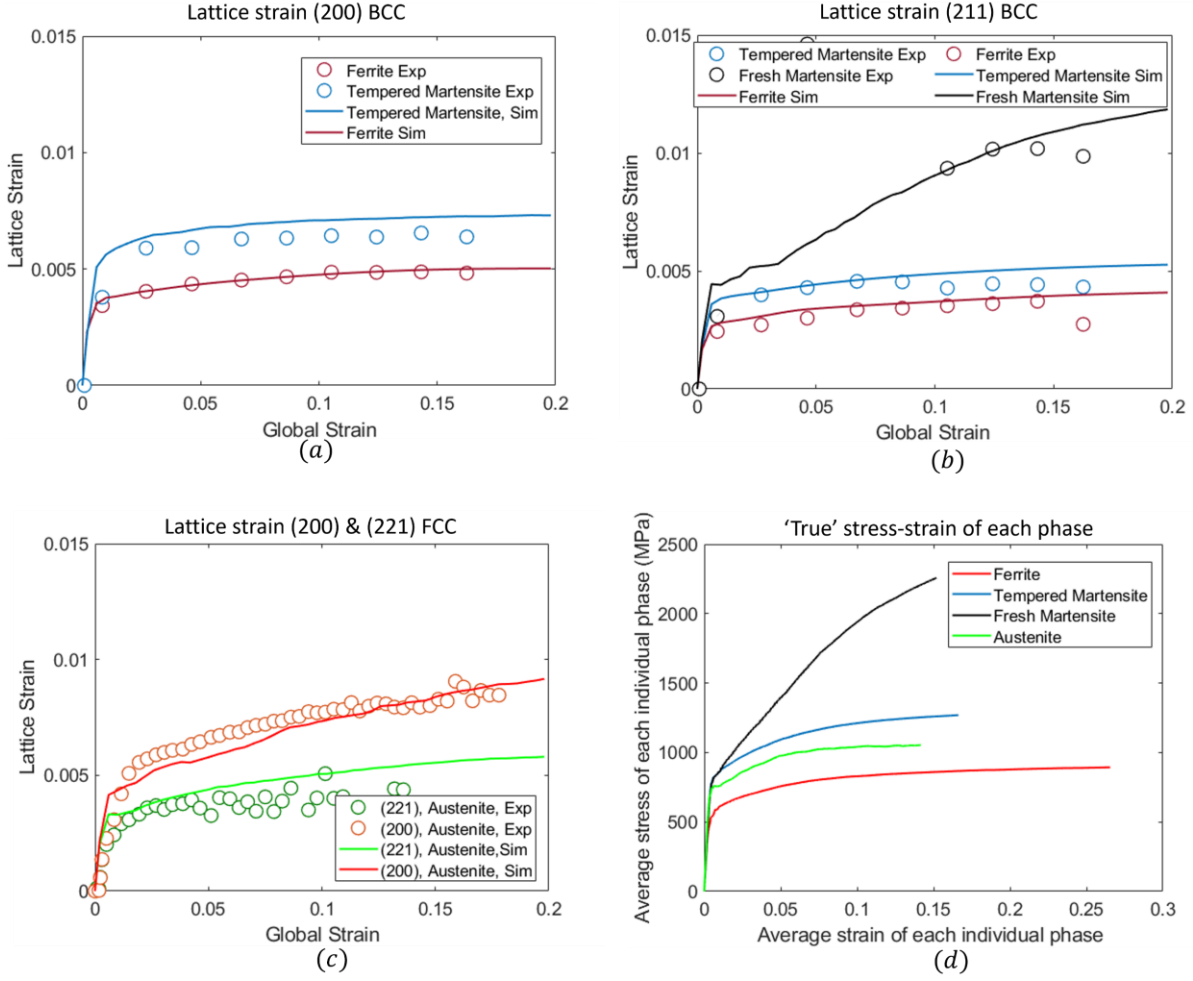 Lattice strain (200) BCC
0.015
0.01
0.005
0
0
0.05
0.1
0.15
0.2
Lattice Strain
Global Strain
Ferrite Exp
Tempered Martensite Exp
Tempered Martensite, Sim
Ferrite Sim
(a)
Lattice strain (211) BCC
0.015
0.01
0.005
0
0
0.05
0.1
0.15
0.2
Lattice Strain
Global Strain
Tempered Martensite Exp Ferrite Exp
Fresh Martensite Exp Tempered Martensite Sim
Ferrite Sim Fresh Martensite Sim
(b)
Lattice strain (200) & (221) FCC
0.015
0.01
0.005
0
0
0.05
0.1
0.15
0.2
Lattice Strain
Global Strain
(221), Austenite, Exp
(200), Austenite, Exp
(221), Austenite,Sim
(200), Austenite, Sim
(c)
‘True’ stress-strain of each phase
2500
2000
1500
1000
500
0
0
0.05
0.1
0.15
0.2
0.25
0.3
Average stress of each individual phase (MPa)
Average strain of each individual phase
Ferrite
Tempered Martensite
Fresh Martensite
Austenite
(d)